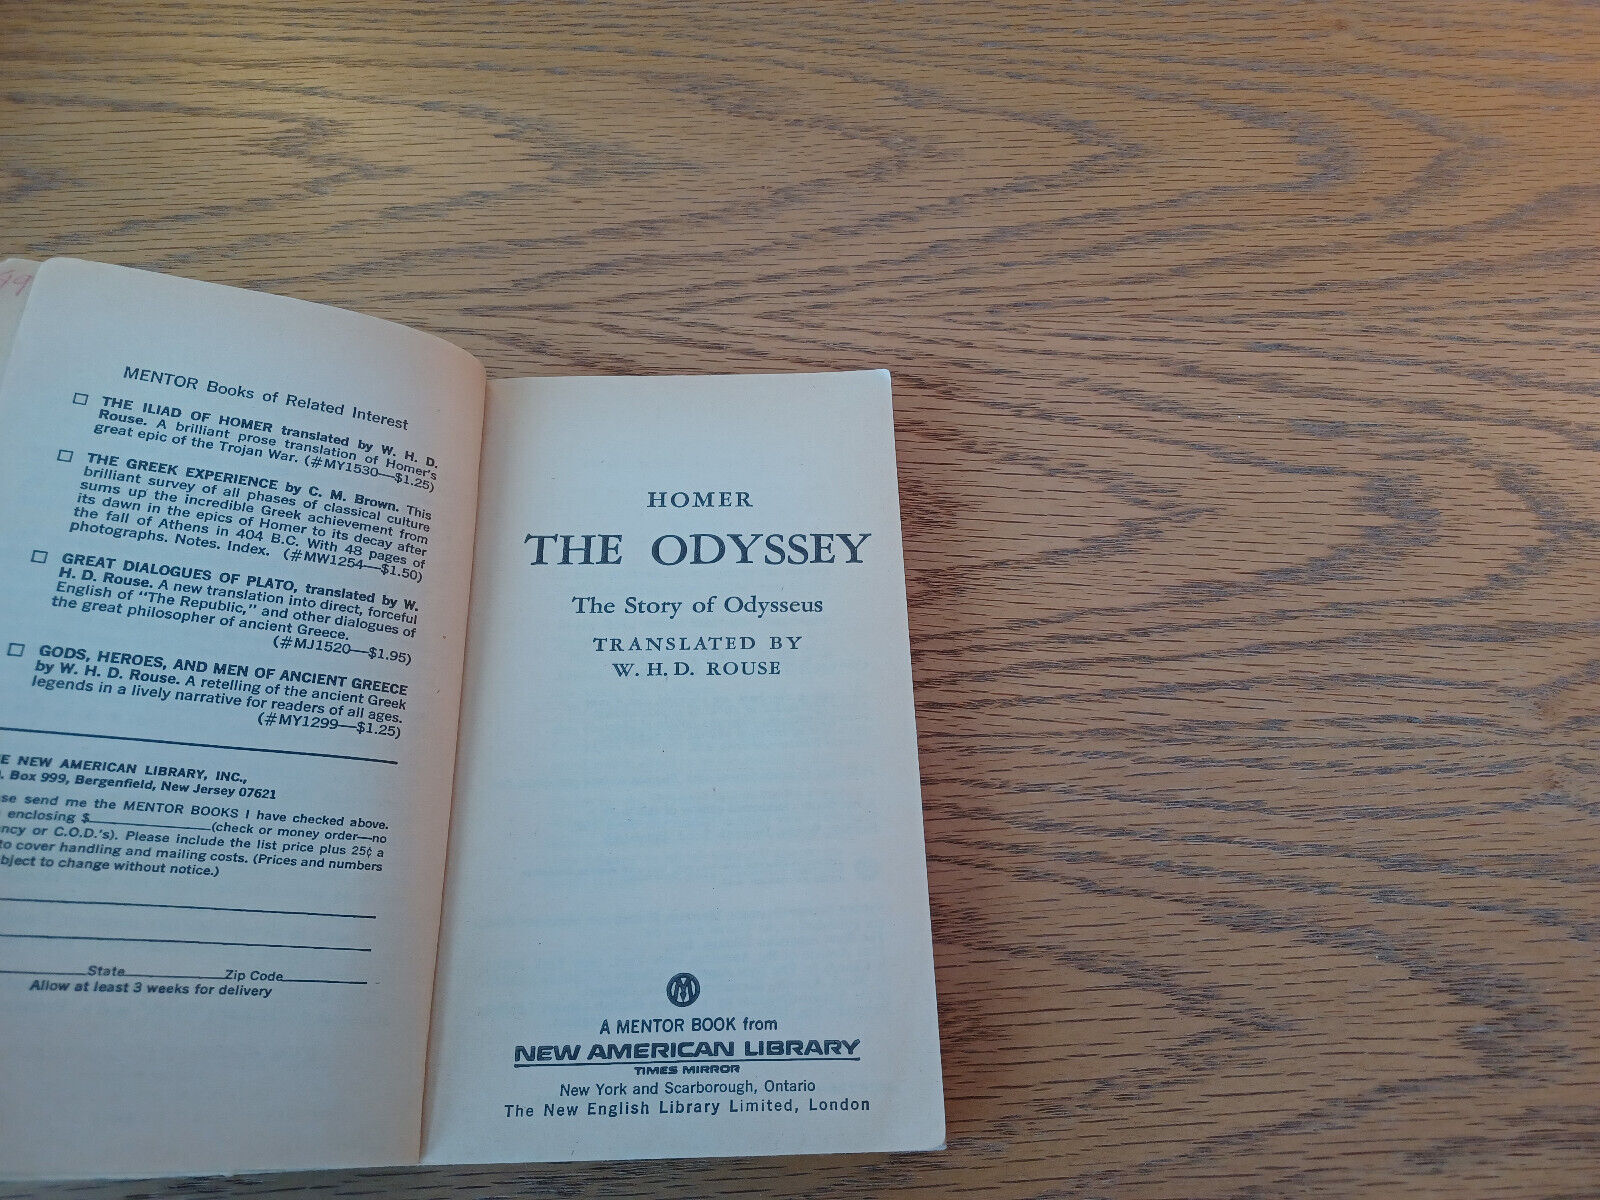 MENTOR Books of Related Interest
THE ILIAD OF HOMER translated by W. H. D.
Rouse. A brilliant prose translation of Homer's
great epic of the Trojan War. (#MY1530—$1.25)
THE GREEK EXPERIENCE by C. M. Brown. This
brilliant survey of all phases of classical culture
sums up the incredible Greek achievement from
its dawn in the epics of Homer to its decay after
the fall of Athens in 404 B.C. With 48 pages of
photographs. Notes. Index. (#MW1254—$1.50)
GREAT DIALOGUES OF PLATO, translated by W.
H. D. Rouse. A new translation into direct, forceful
English of "The Republic," and other dialogues of
the great philosopher of ancient Greece.
(#MJ1520—$1.95)
GODS, HEROES, AND MEN OF ANCIENT GREECE
by W. H. D. Rouse. A retelling of the ancient Greek
legends in a lively narrative for readers of all ages.
(#MY1299—$1.25)
NEW AMERICAN LIBRARY, INC.,
Box 999, Bergenfield, New Jersey 07621
send me the MENTOR BOOKS I have checked above.
enclosing $ (check or money order—no
or C.O.D.'s). Please include the list price plus 25¢ a
to cover handling and mailing costs. (Prices and numbers
to change without notice.)
State Zip Code
Allow at least 3 weeks for delivery
HOMER
THE ODYSSEY
The Story of Odysseus
TRANSLATED BY
W. H. D. ROUSE
M
A MENTOR BOOK from
NEW AMERICAN LIBRARY
TIMES MIRROR
New York and Scarborough, Ontario
The New English Library Limited, London